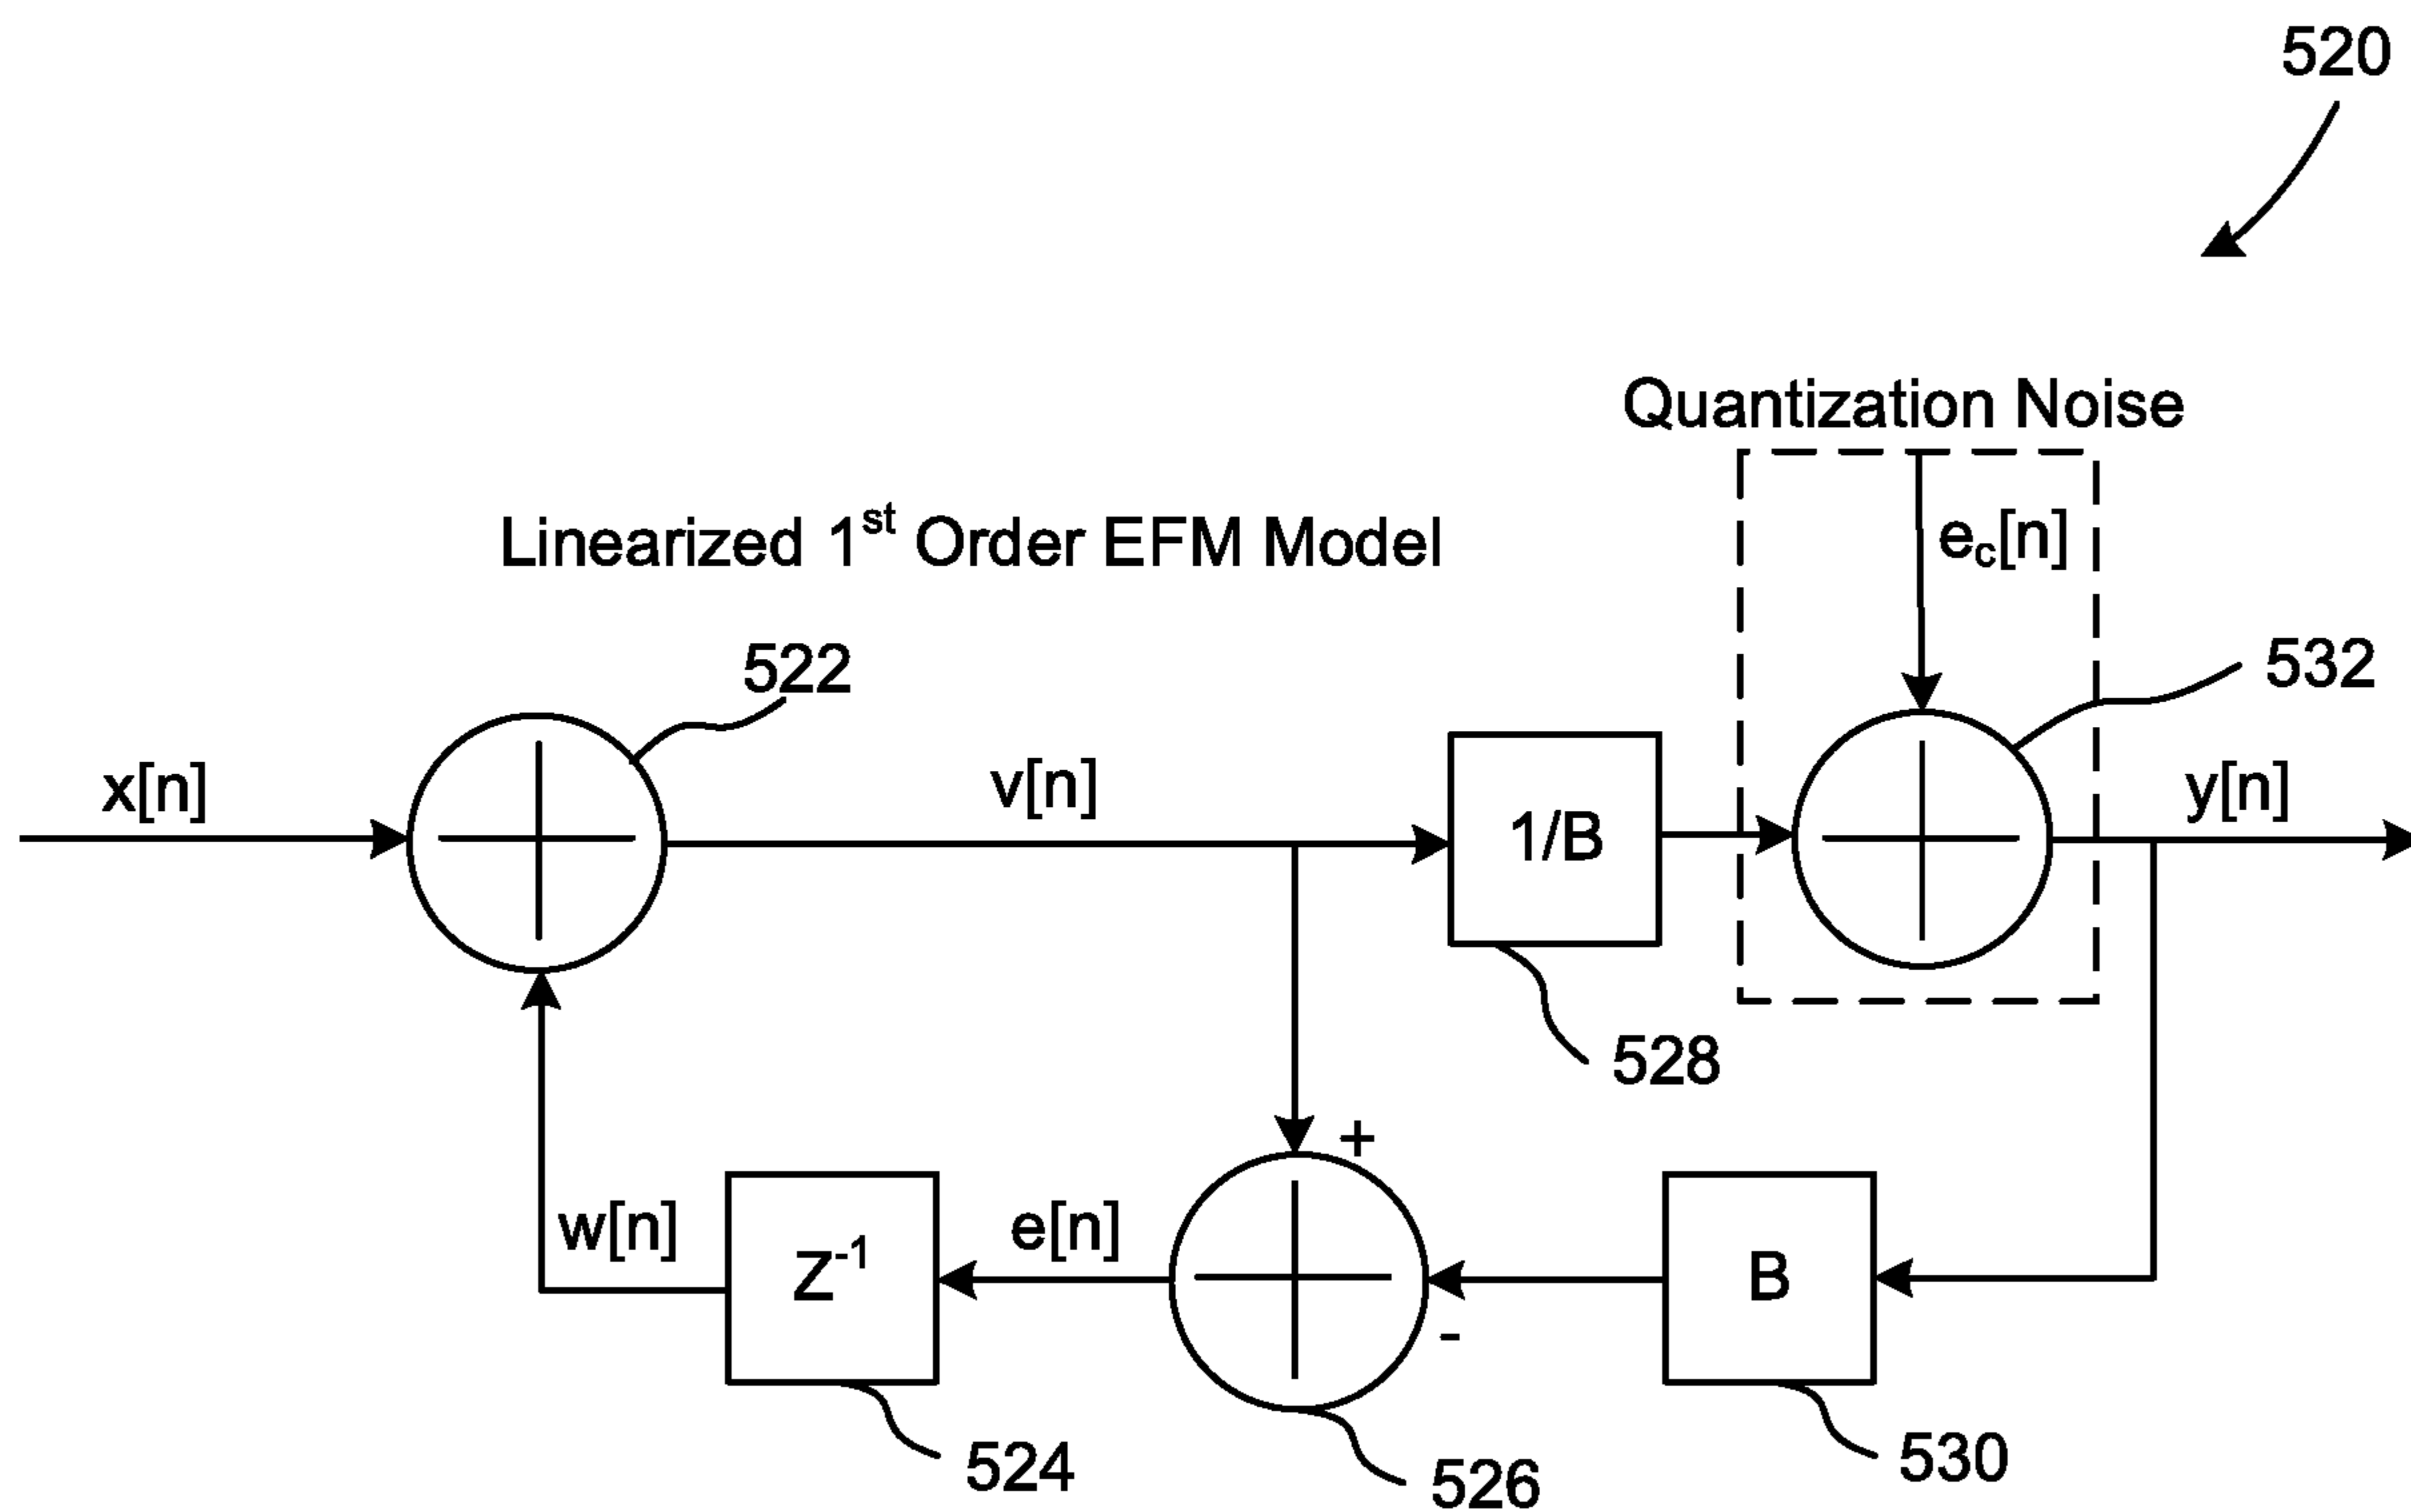 520
Quantization Noise
Linearized 1st Order EFM Model
ec[n]
522
532
x[n]
v[n]
1/B
y[n]
528
+
w[n]
Z-1
e[n]
B
-
524
526
530